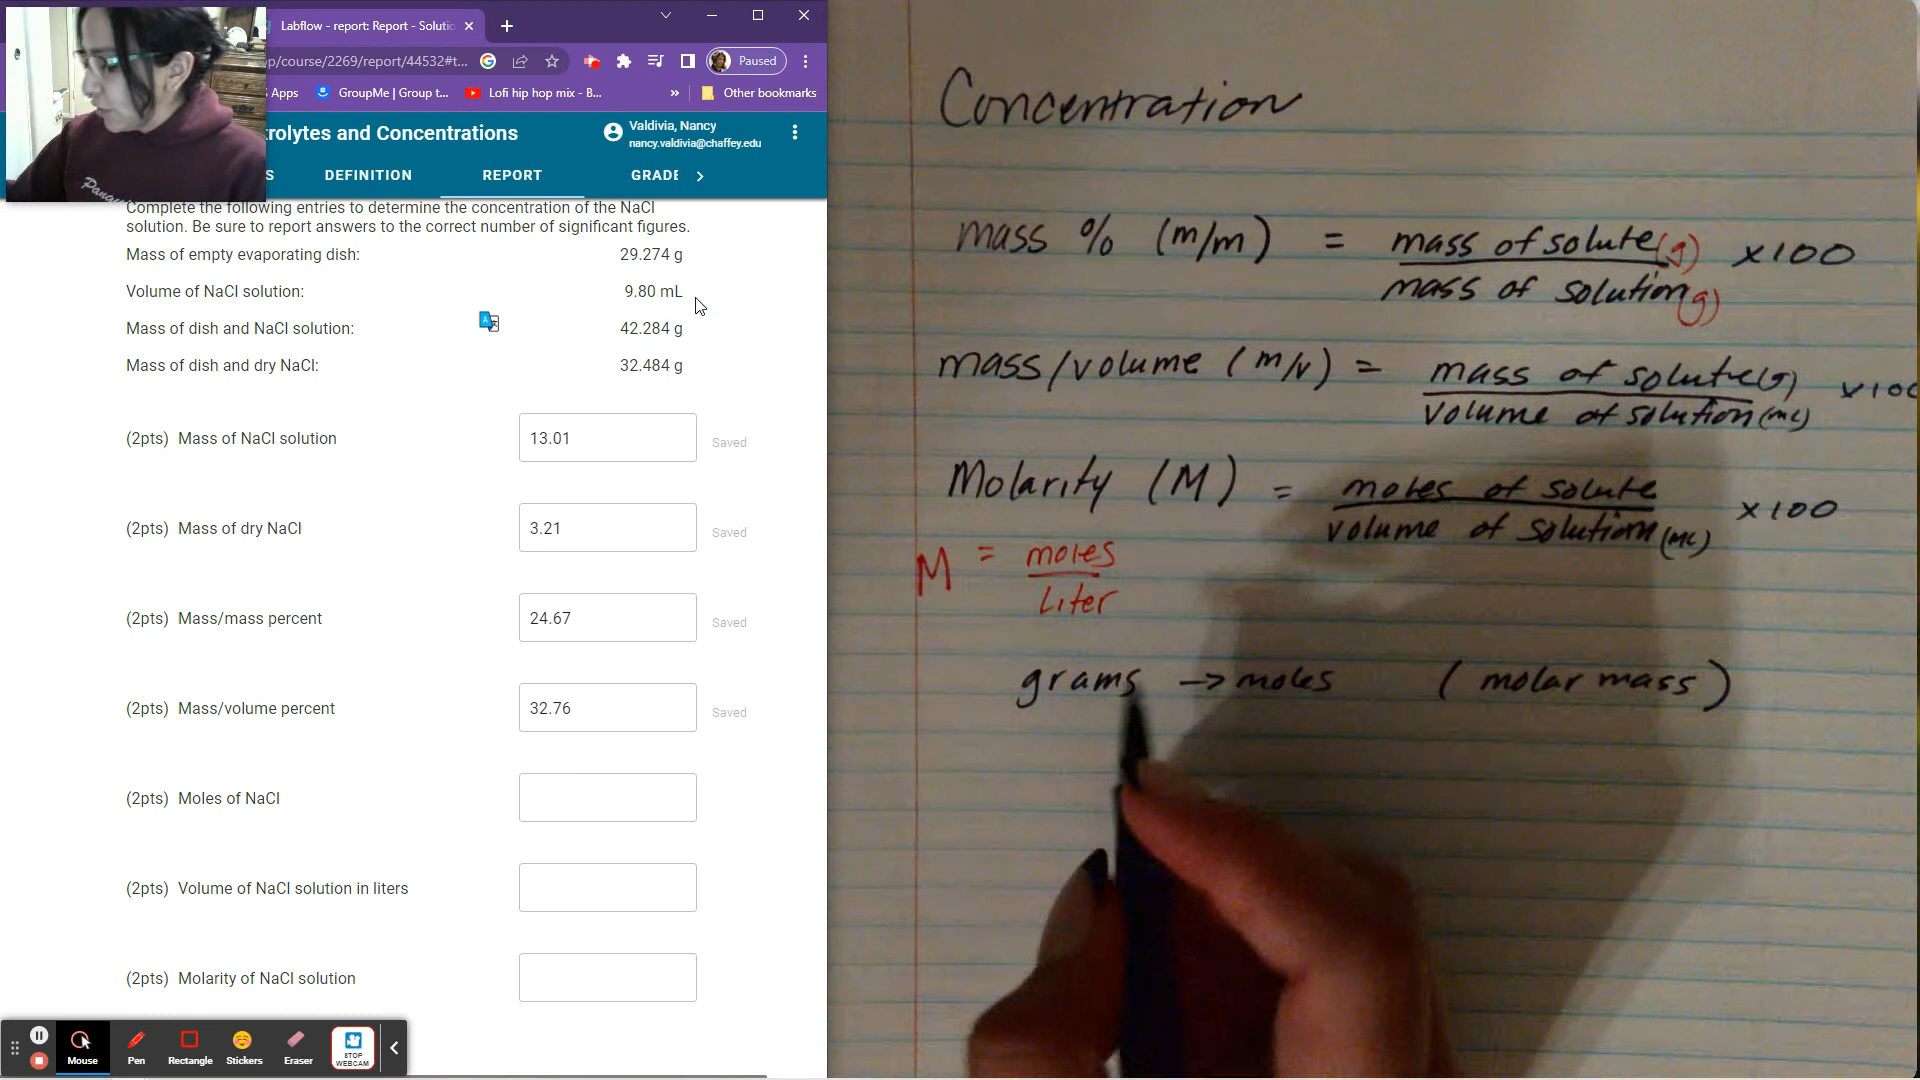 Labflow - report: Report - Solutio
p/course/2269/report/44532#t...
Paused
Apps
GroupMe | Group t...
Lofi hip hop mix - B...
»
Other bookmarks
trolytes and Concentrations
Valdivia, Nancy
nancy.valdivia@chaffey.edu
S
DEFINITION
REPORT
GRADE
Complete the following entries to determine the concentration of the NaCl
solution. Be sure to report answers to the correct number of significant figures.
Mass of empty evaporating dish: 29.274 g
Volume of NaCl solution: 9.80 mL
Mass of dish and NaCl solution: 42.284 g
Mass of dish and dry NaCl: 32.484 g
(2pts) Mass of NaCl solution 13.01 Saved
(2pts) Mass of dry NaCl 3.21 Saved
(2pts) Mass/mass percent 24.67 Saved
(2pts) Mass/volume percent 32.76 Saved
(2pts) Moles of NaCl
(2pts) Volume of NaCl solution in liters
(2pts) Molarity of NaCl solution
Mouse
Pen
Rectangle
Stickers
Eraser
STOP
WEBCAM
Concentration
mass % (m/m) = mass of solute (g) x100
mass of solution (g)
mass/volume (m/v) = mass of solute (g) x100
volume of solution (mL)
Molarity (M) = moles of solute x100
volume of solution (mL)
M = moles
Liter
grams -> moles (molar mass)